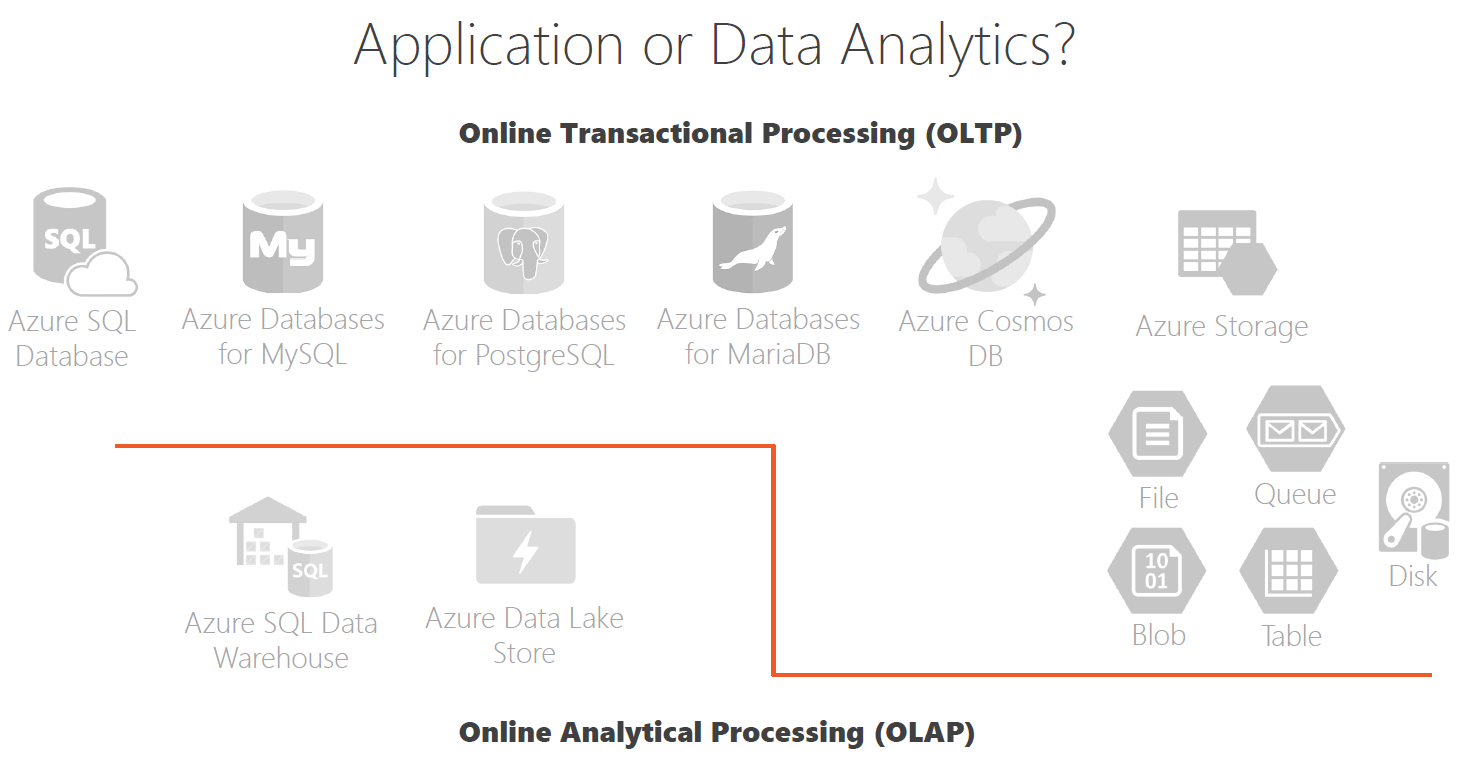 Application or Data Analytics?
Online Transactional Processing (OLTP)
SQL
Azure SQL
Database
My
Azure Databases
for MySQL
Azure Databases
for PostgreSQL
Azure Databases
for MariaDB
Azure Cosmos
DB
Azure Storage
File
Queue
10
01
Blob
Table
Disk
SQL
Azure SQL Data
Warehouse
Azure Data Lake
Store
Online Analytical Processing (OLAP)